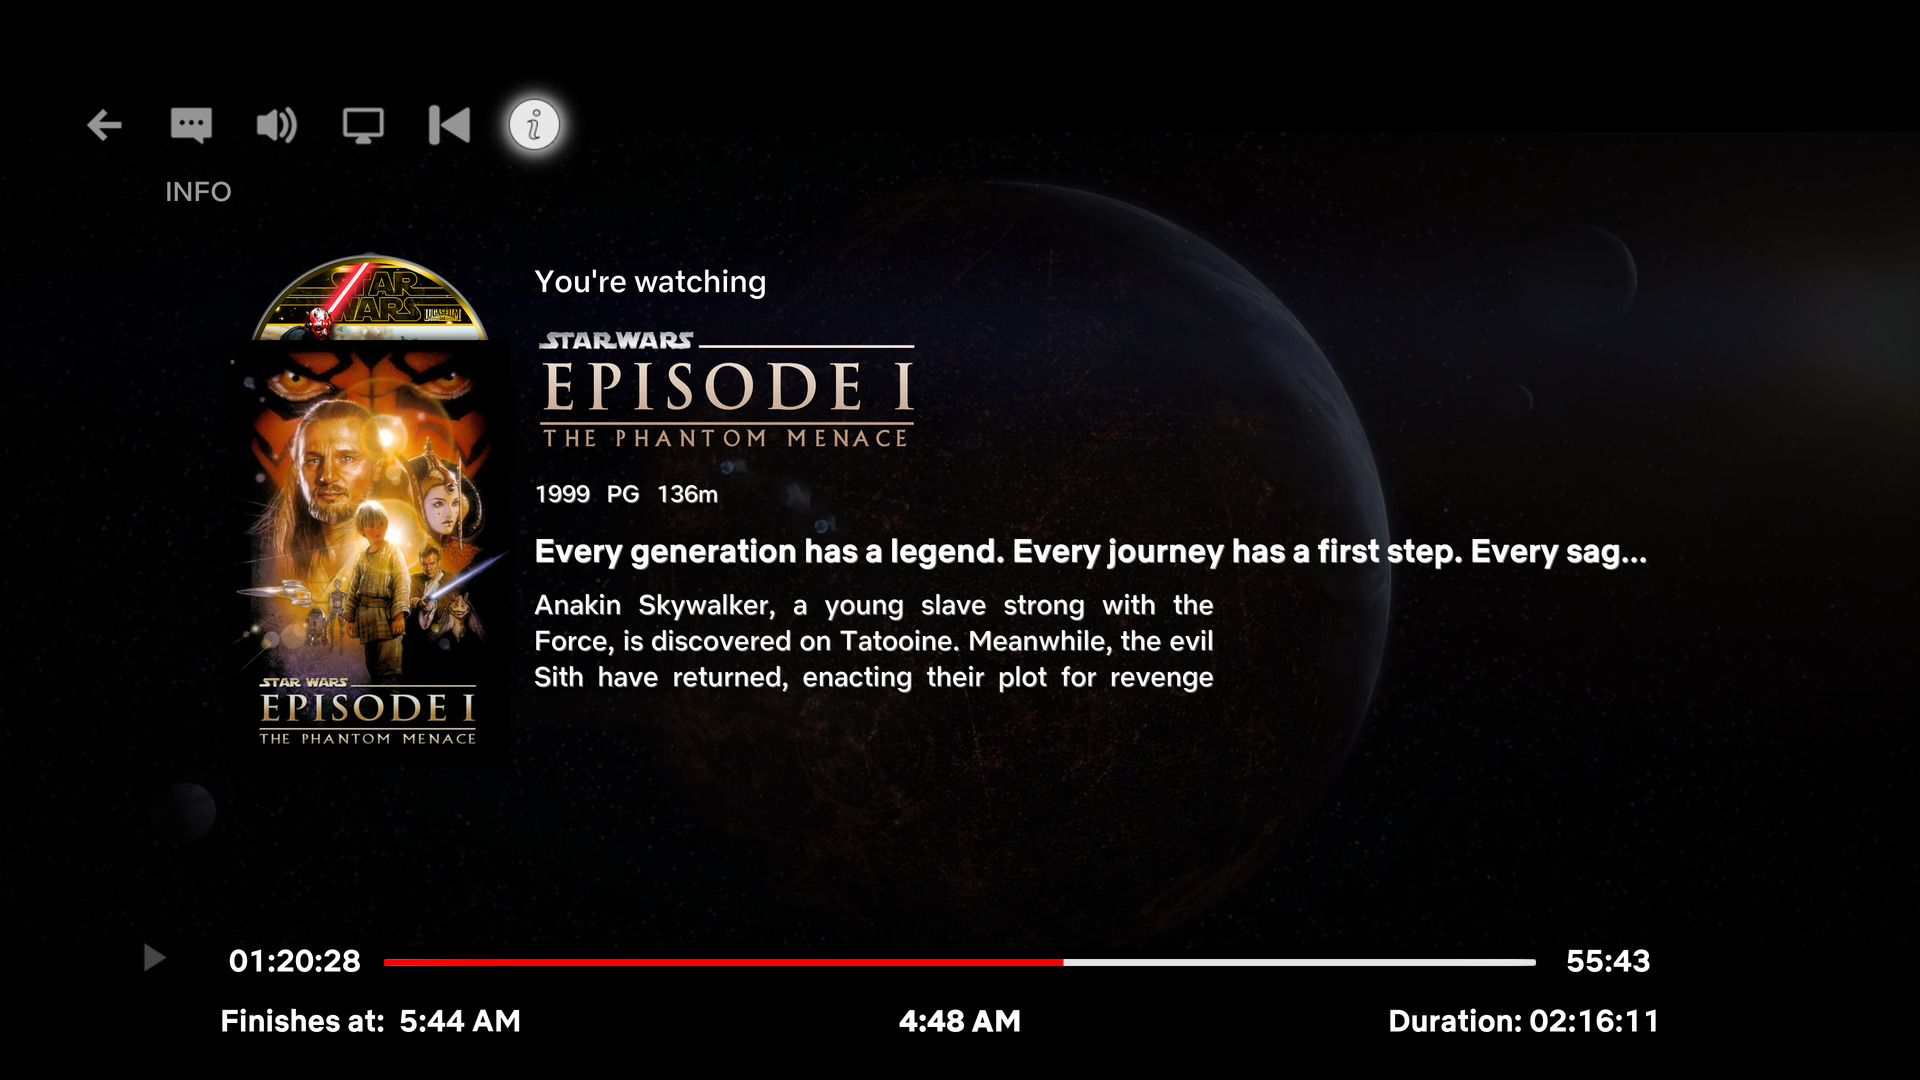 INFO
STAR
WARS
LUCASFILM
You're watching
STAR WARS
EPISODE I
THE PHANTOM MENACE
1999 PG 136m
Every generation has a legend. Every journey has a first step. Every sag...
Anakin Skywalker, a young slave strong with the
Force, is discovered on Tatooine. Meanwhile, the evil
Sith have returned, enacting their plot for revenge
STAR WARS
EPISODE I
THE PHANTOM MENACE
01:20:28
55:43
Finishes at: 5:44 AM
4:48 AM
Duration: 02:16:11